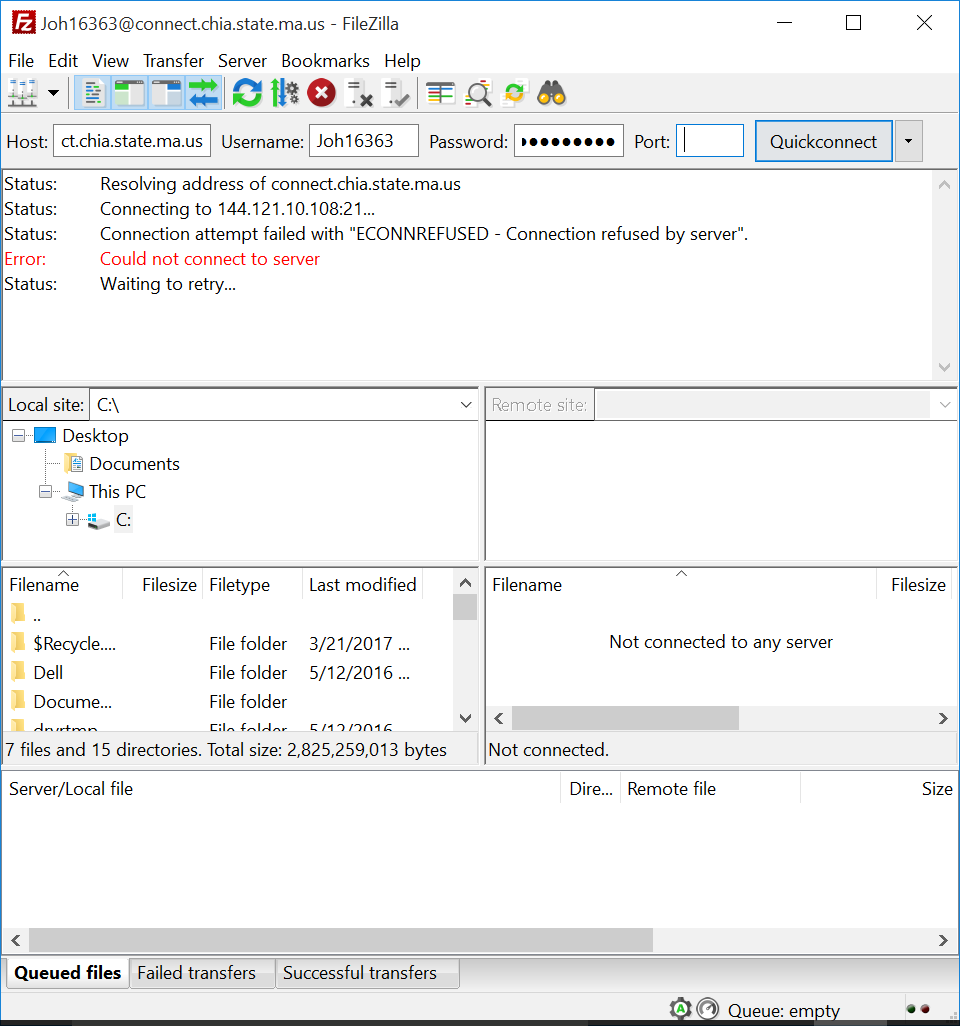 Joh16363@connect.chia.state.ma.us - FileZilla
File Edit View Transfer Server Bookmarks Help
Host: ct.chia.state.ma.us Username: Joh16363 Password: ●●●●●●●●● Port: Quickconnect
Status: Resolving address of connect.chia.state.ma.us
Status: Connecting to 144.121.10.108:21...
Status: Connection attempt failed with "ECONNREFUSED - Connection refused by server".
Error: Could not connect to server
Status: Waiting to retry...
Local site: C:\ Remote site:
Desktop
Documents
This PC
C:
Filename Filesize Filetype Last modified
..
$Recycle.... File folder 3/21/2017 ...
Dell File folder 5/12/2016 ...
Docume... File folder
drvrtmp File folder 5/12/2016
7 files and 15 directories. Total size: 2,825,259,013 bytes
Filename Filesize
Not connected to any server
Not connected.
Server/Local file Dire... Remote file Size
Queued files Failed transfers Successful transfers
Queue: empty